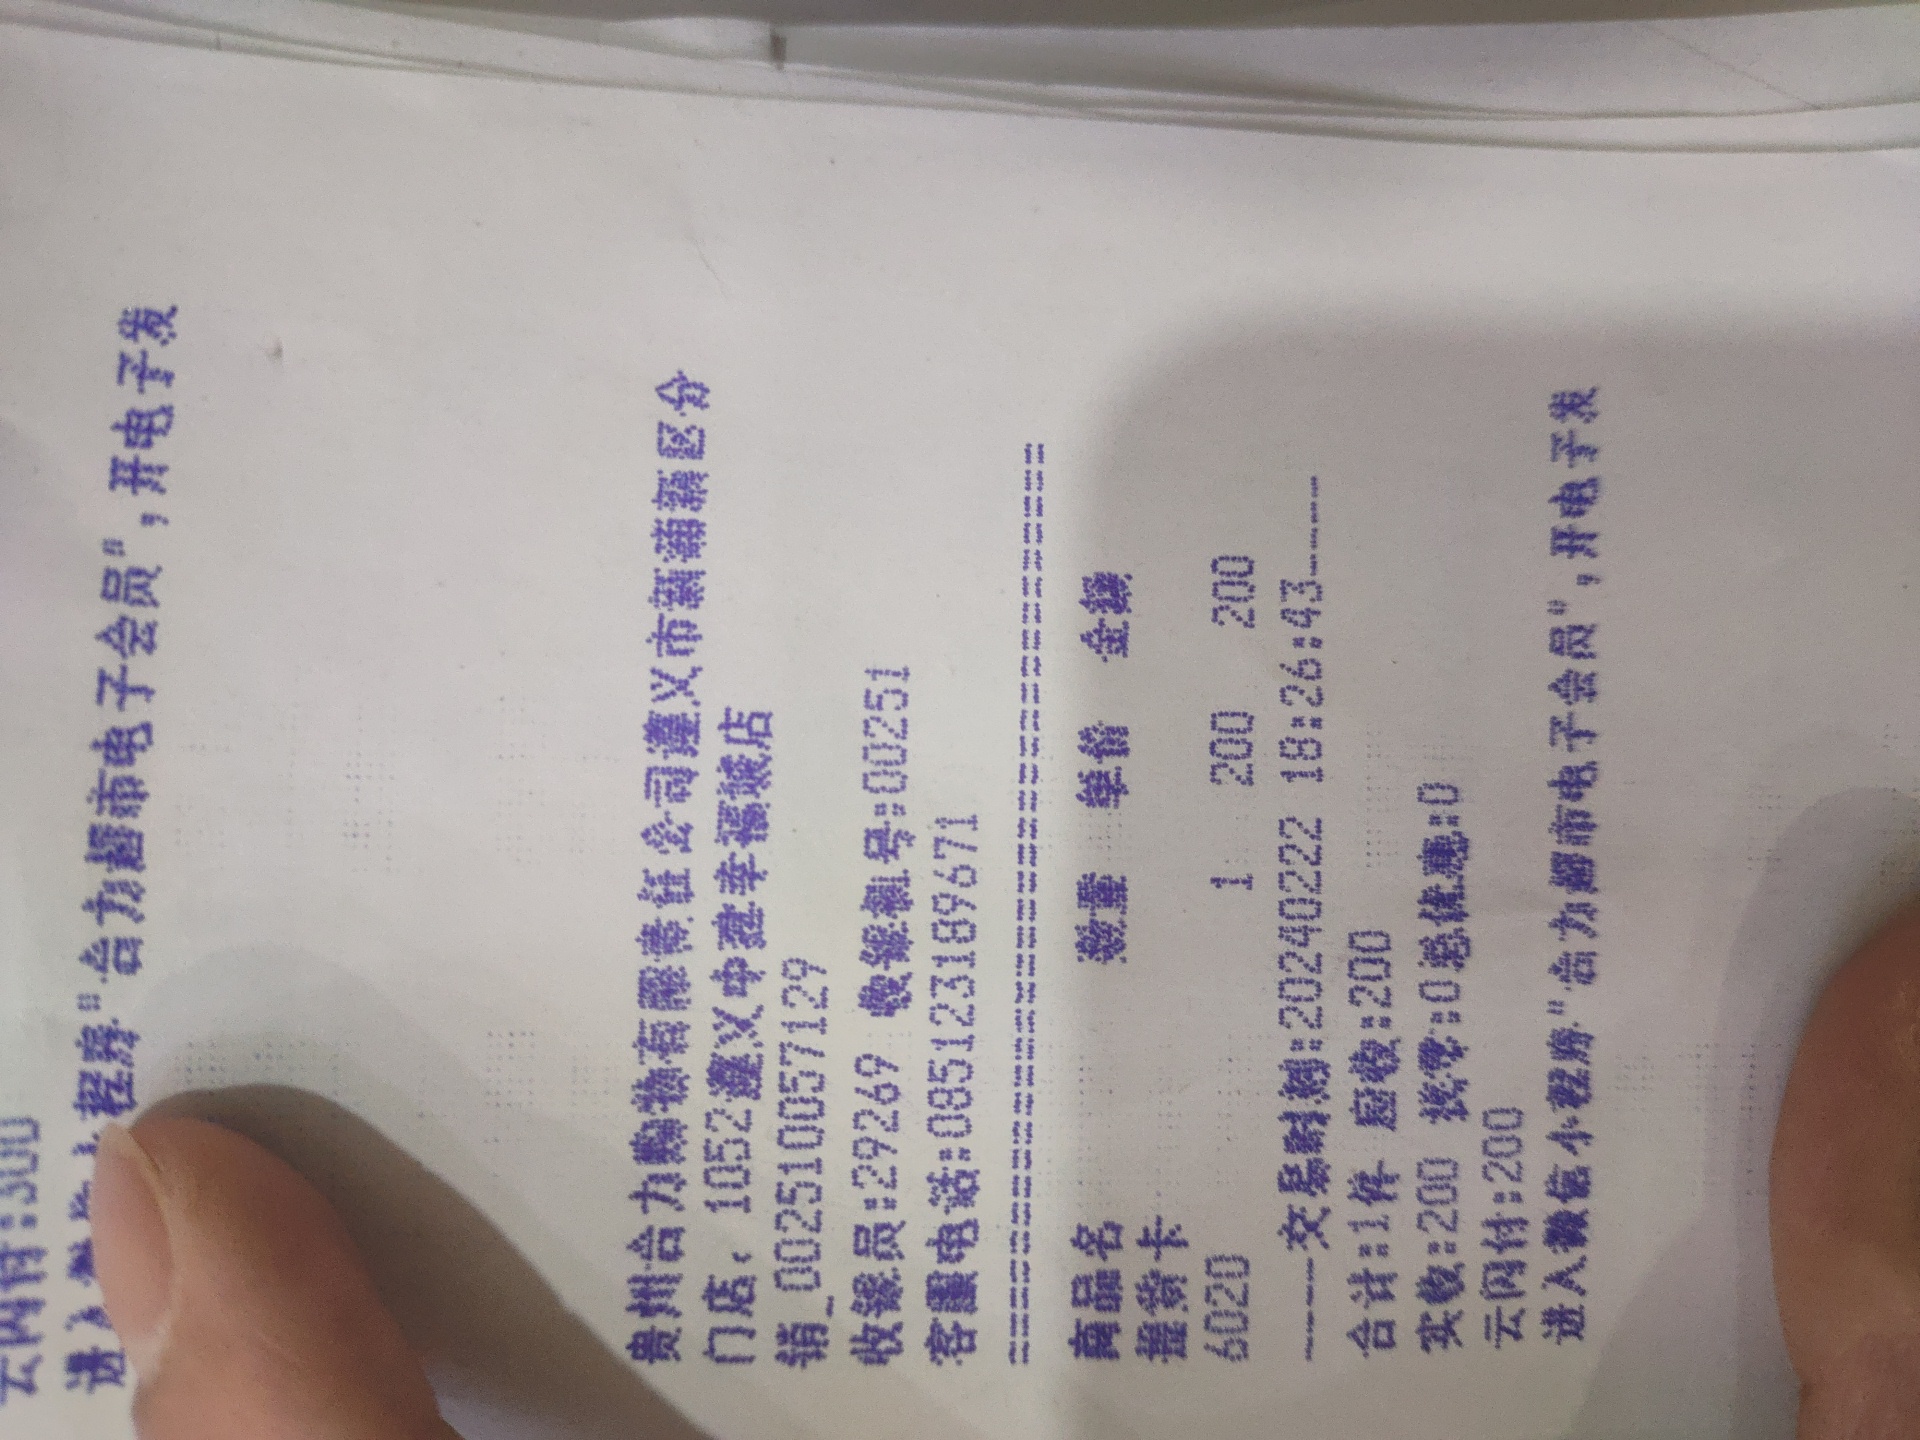 云闪付:300
程序"合力超市电子会员",开电子发
贵州合力购物有限责任公司遵义市新蒲新区分
门店: 1052遵义中建幸福城店
销_002510057129
收银员:29269 收银机号:00251
客服电话:085123189671
商品名 数量 单价 金额
提货卡
6020 1 200 200
-----交易时间:20240222 18:26:43-----
合计:1件 应收:200
实收:200 找零:0总优惠:0
云闪付:200
进入微信小程序"合力超市电子会员",开电子发